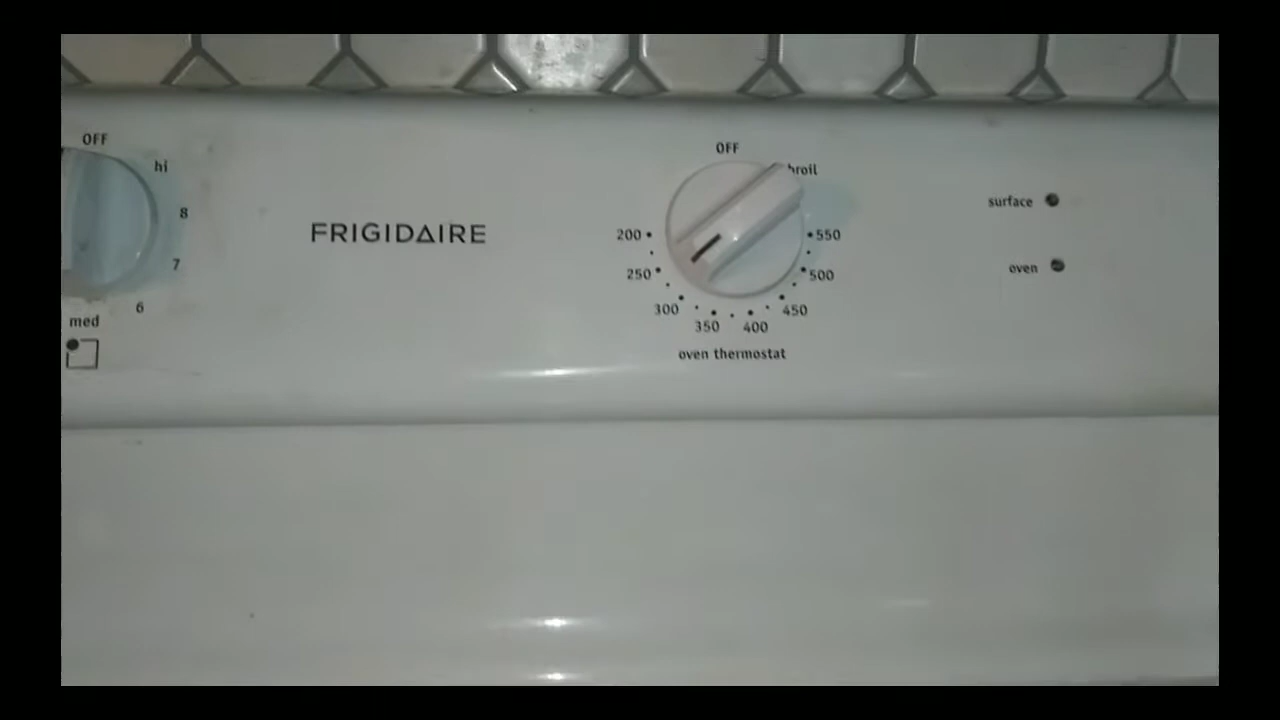 OFF
hi
8
7
6
med
FRIGIDAIRE
OFF
broil
200
550
250
500
300
450
350
400
oven thermostat
surface
oven